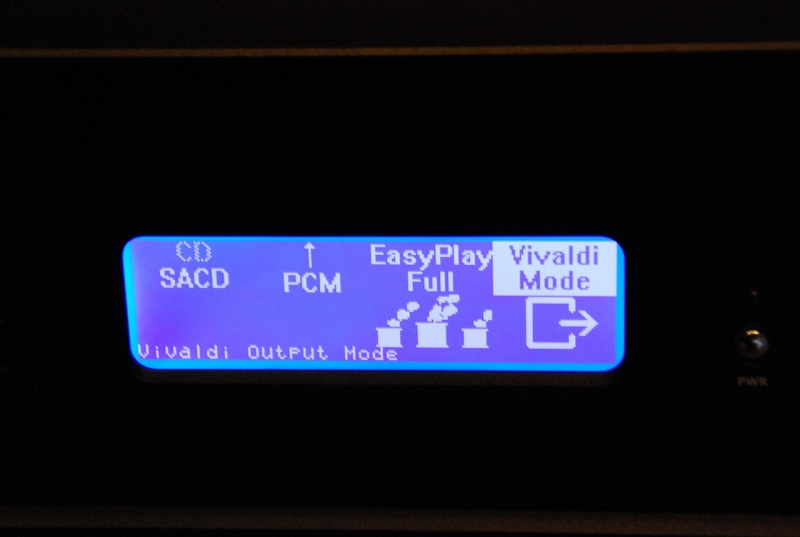 CD
SACD
PCM
EasyPlay
Full
Vivaldi
Mode
Vivaldi Output Mode
PWR